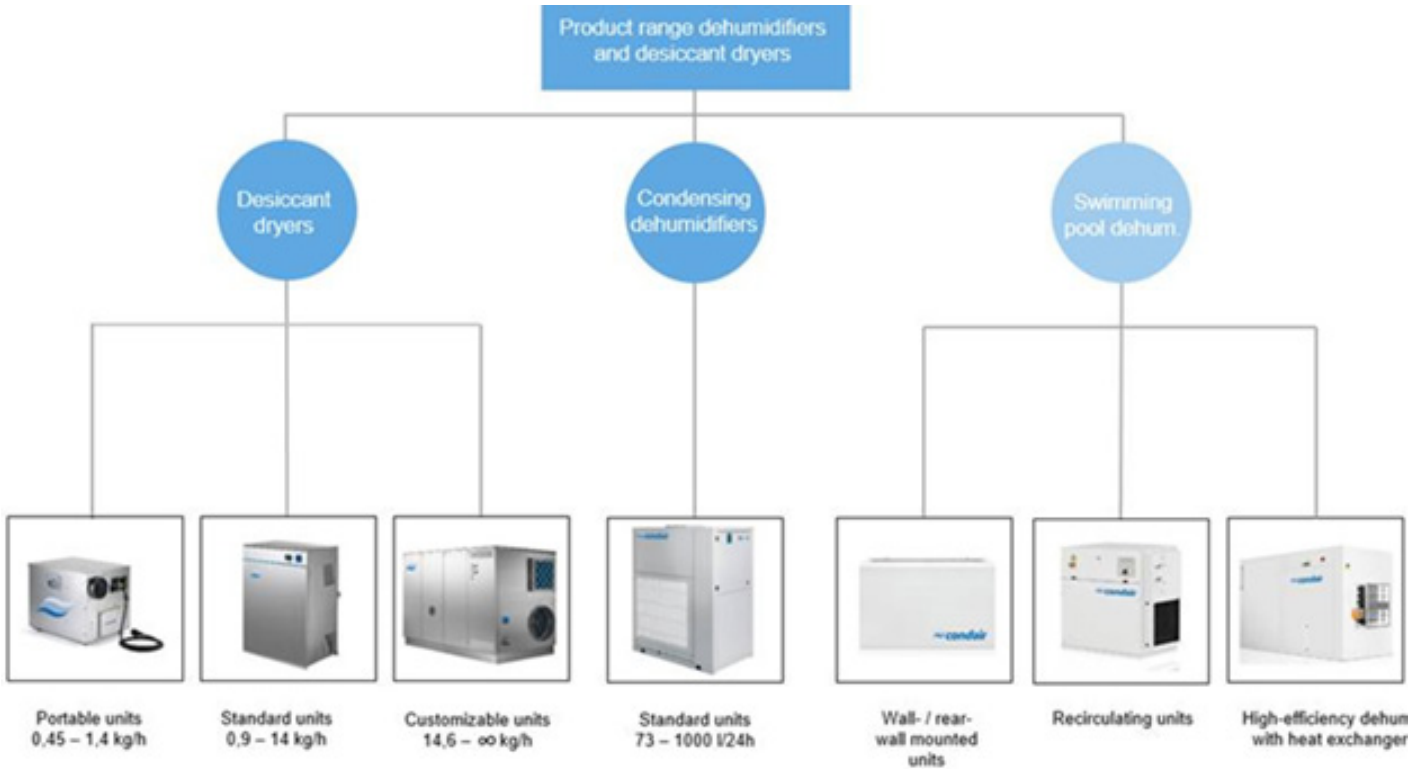 Product range dehumidifiers
and desiccant dryers
Desiccant
dryers
Condensing
dehumidifiers
Swimming
pool dehum.
condair
condair
condair
condair
Portable units
0,45 – 1,4 kg/h
Standard units
0,9 – 14 kg/h
Customizable units
14,6 – ∞ kg/h
Standard units
73 – 1000 l/24h
Wall- / rear-
wall mounted
units
Recirculating units
High-efficiency dehum
with heat exchanger